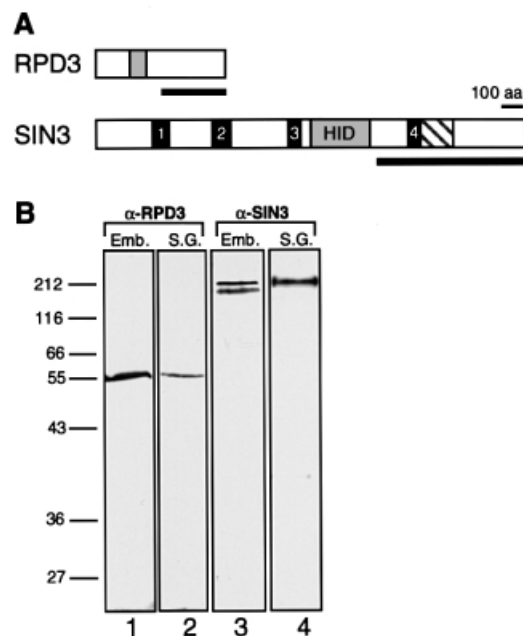 A
RPD3
100 aa
SIN3
1 2 3 HID 4
B
α-RPD3 α-SIN3
Emb. S.G. Emb. S.G.
212
116
66
55
43
36
27
1 2 3 4